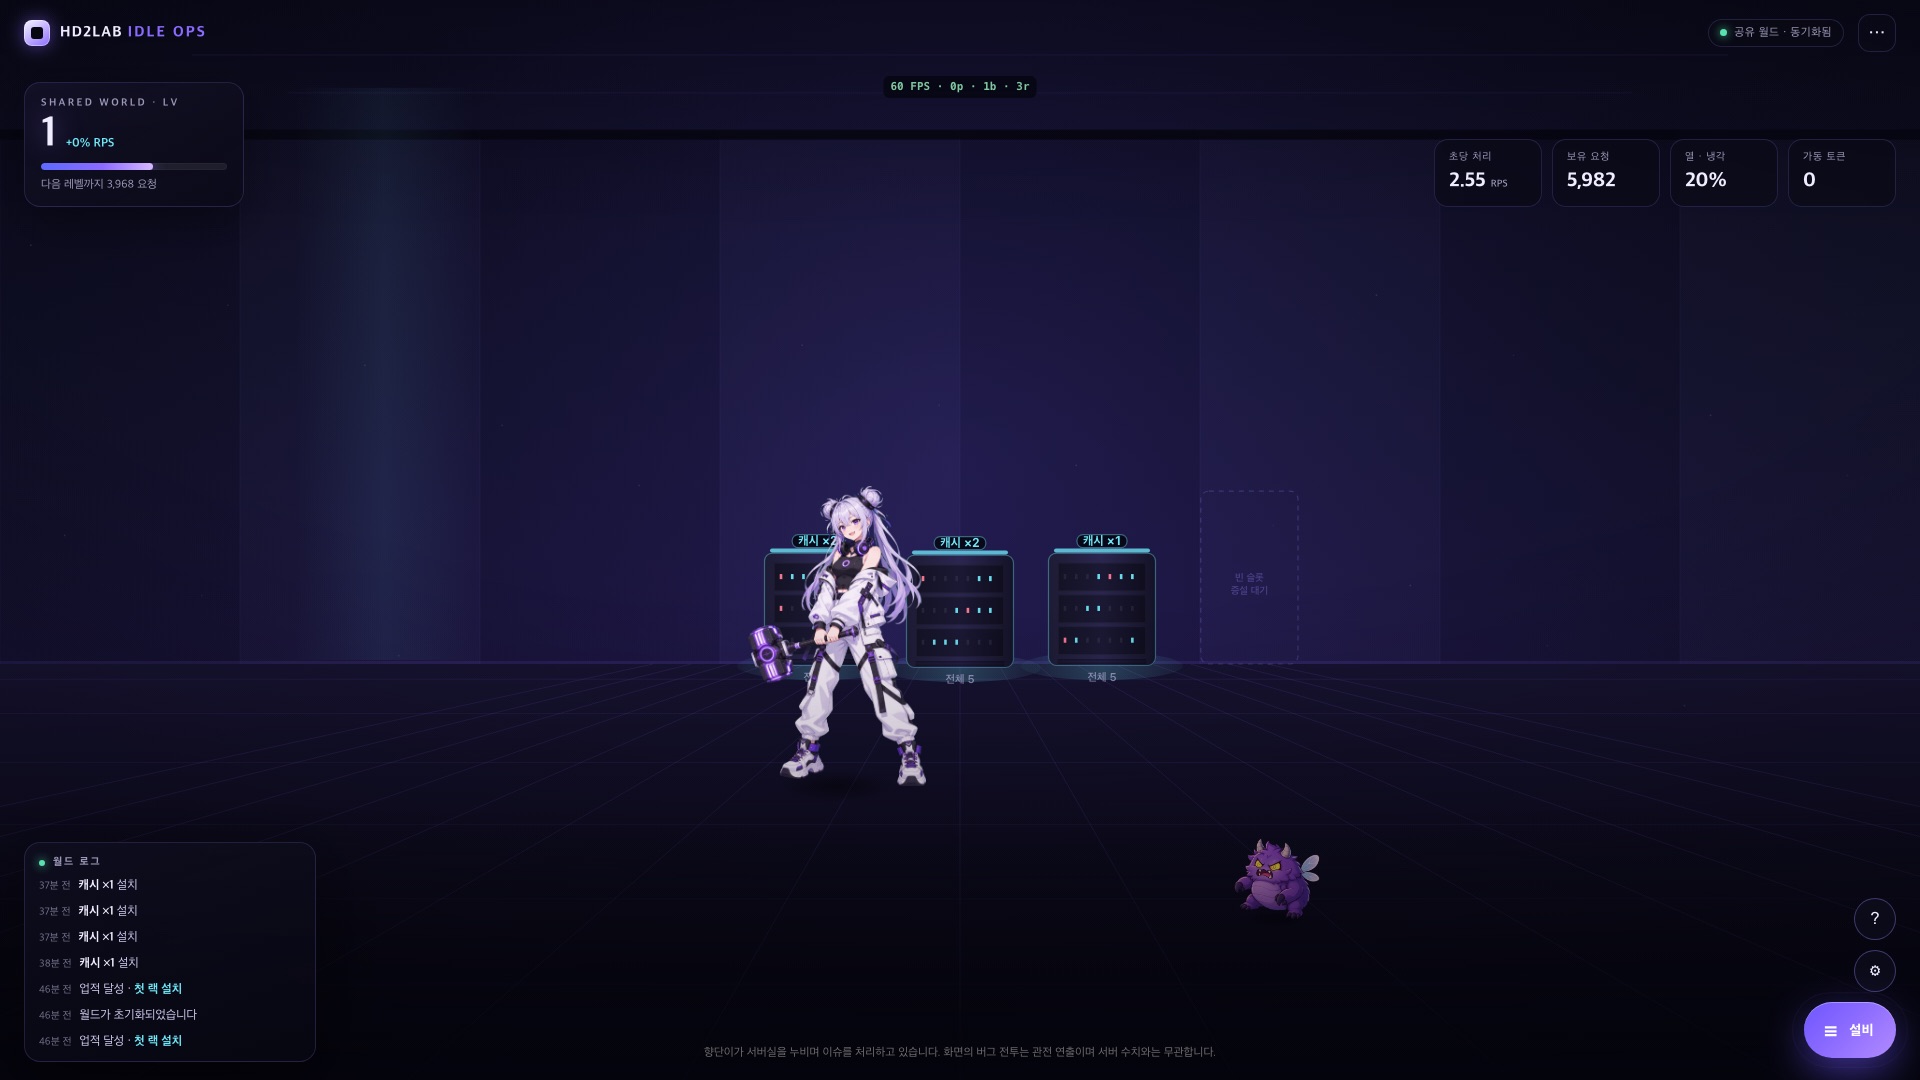 HD2LAB IDLE OPS
공유 월드 · 동기화됨
60 FPS · 0p · 1b · 3r
SHARED WORLD · LV
1 +0% RPS
다음 레벨까지 3,968 요청
초당 처리
2.55 RPS
보유 요청
5,982
열 · 냉각
20%
가동 토큰
0
캐시 ×2
캐시 ×2
캐시 ×1
빈 슬롯
증설 대기
전체 5
전체 5
월드 로그
37분 전 캐시 ×1 설치
37분 전 캐시 ×1 설치
37분 전 캐시 ×1 설치
38분 전 캐시 ×1 설치
46분 전 업적 달성 · 첫 랙 설치
46분 전 월드가 초기화되었습니다
46분 전 업적 달성 · 첫 랙 설치
향단이가 서버실을 누비며 이슈를 처리하고 있습니다. 화면의 버그 전투는 관전 연출이며 서버 수치와는 무관합니다.
?
설비